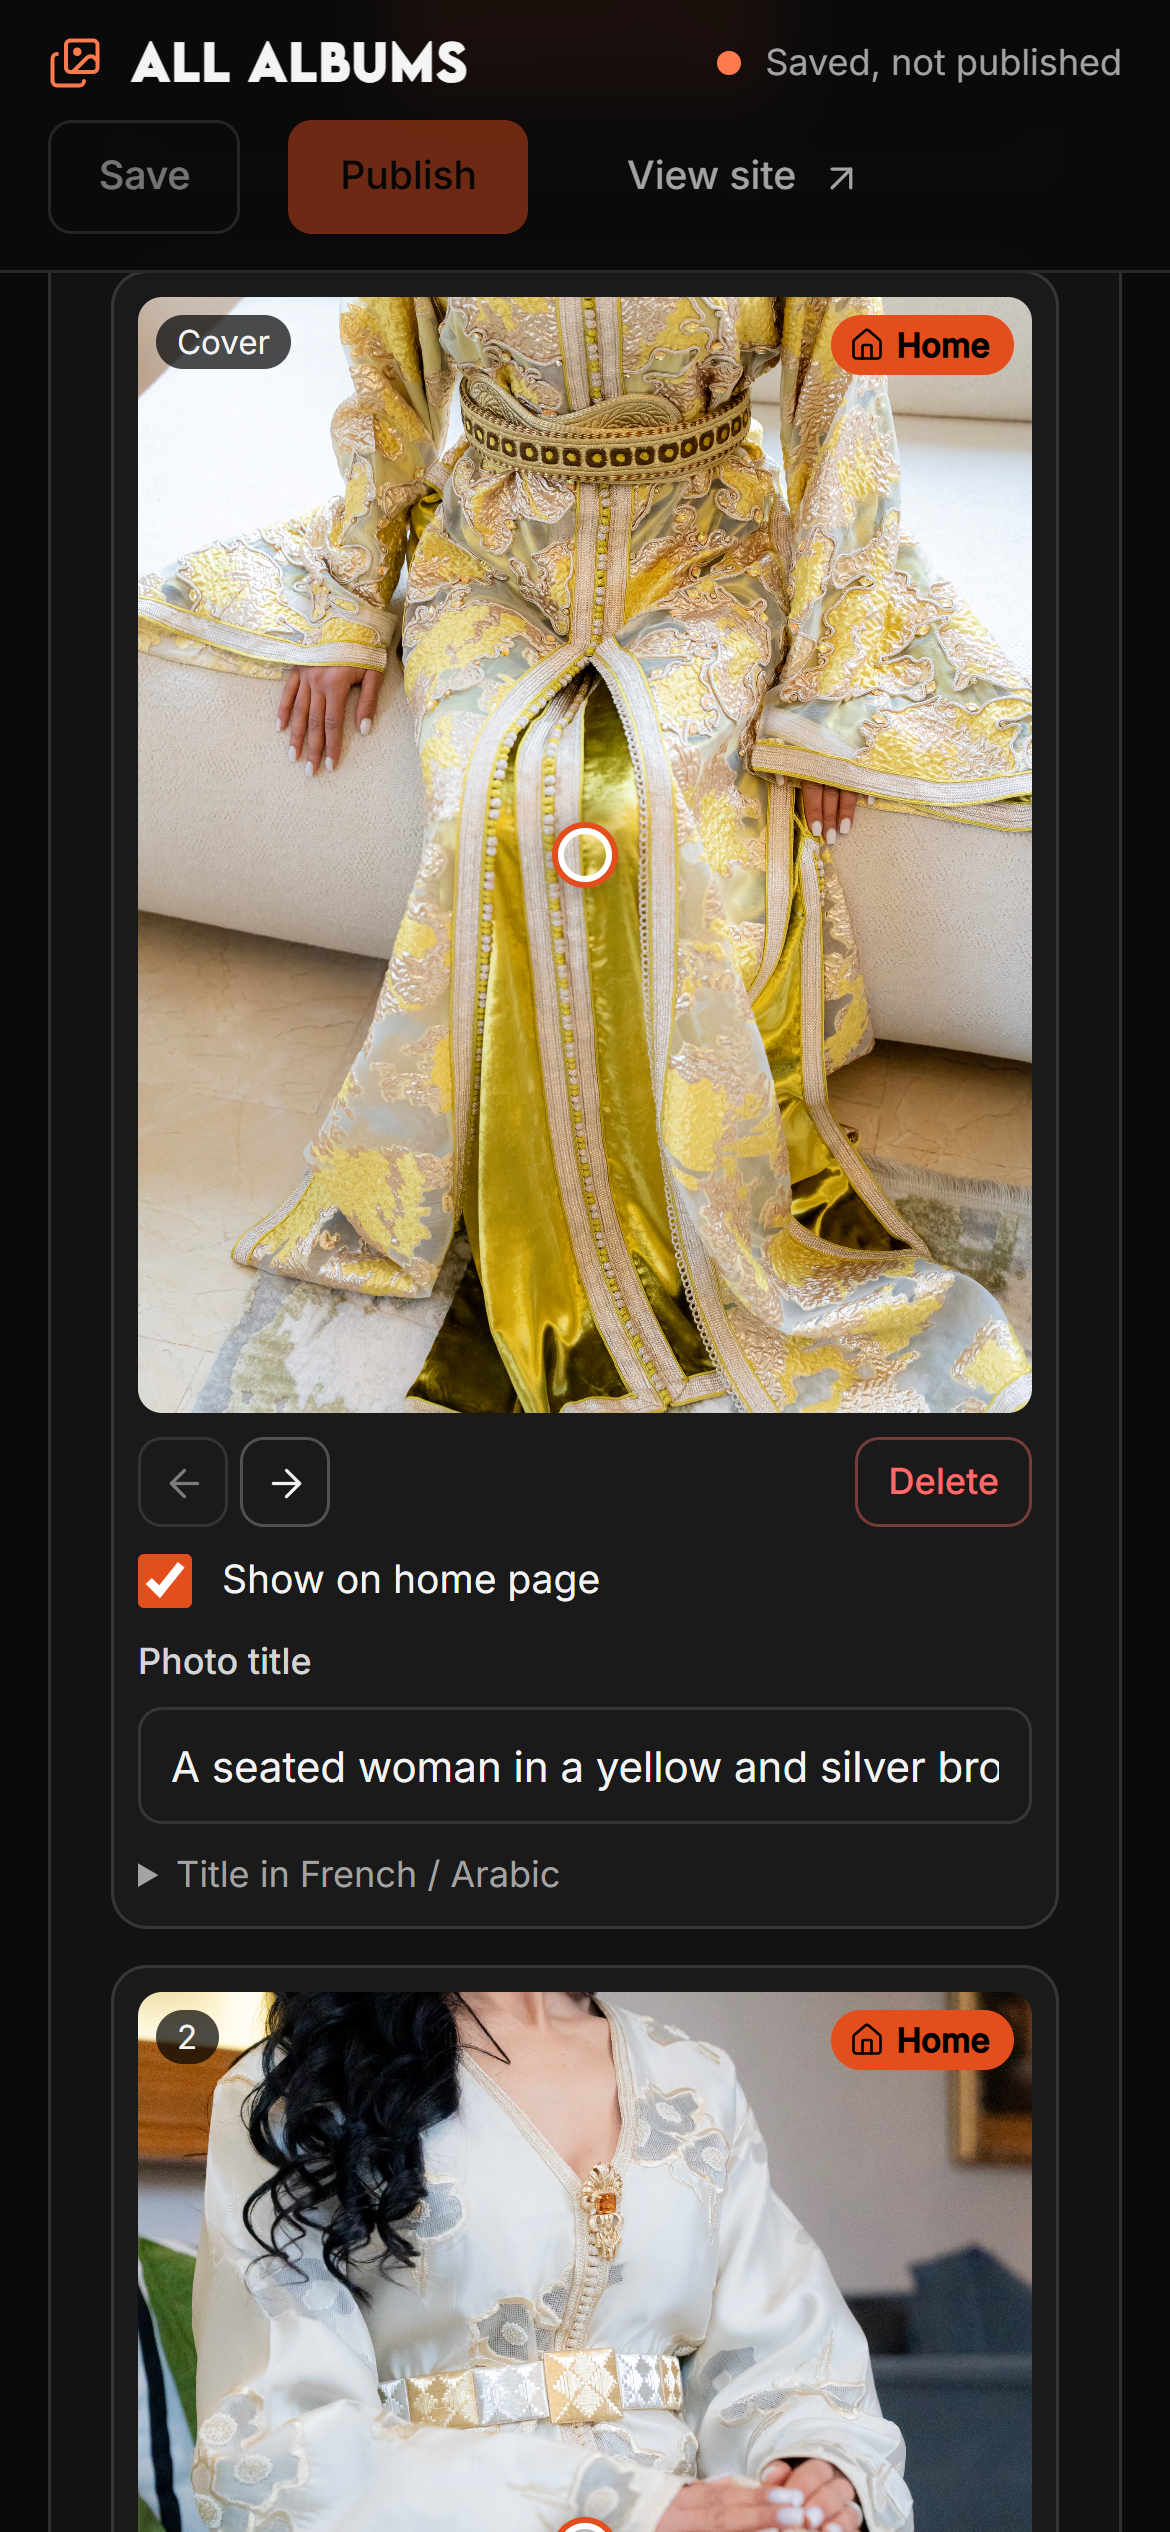 ALL ALBUMS
Saved, not published
Save
Publish
View site
Cover
Home
Delete
Show on home page
Photo title
A seated woman in a yellow and silver bro
Title in French / Arabic
2
Home